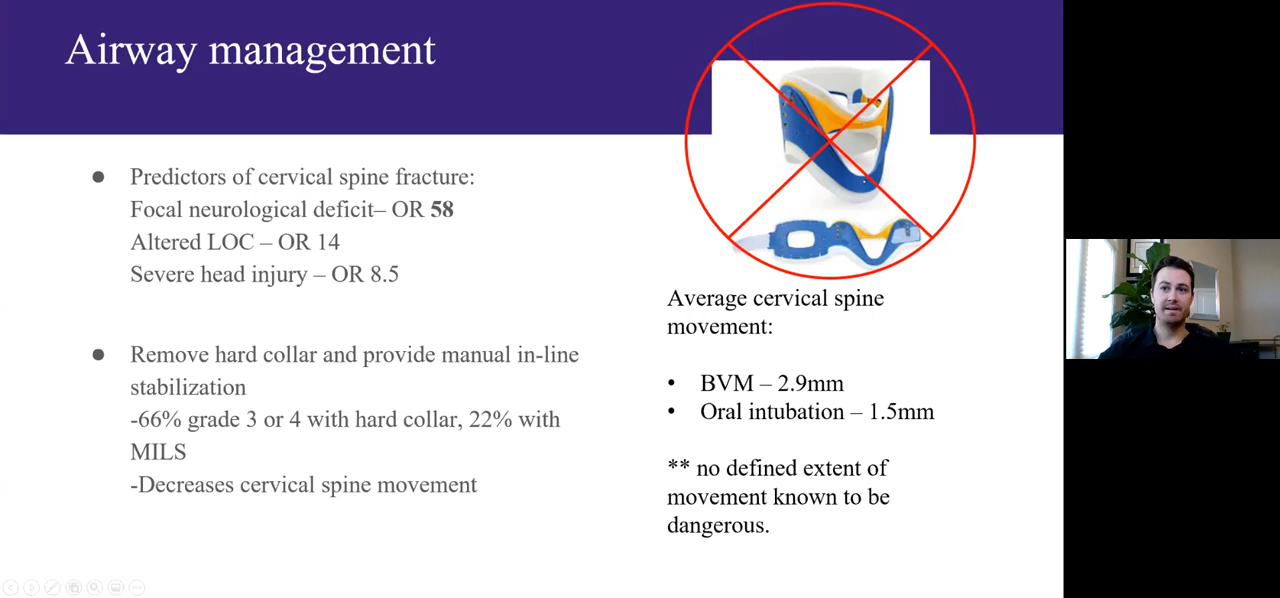 Airway management
● Predictors of cervical spine fracture:
Focal neurological deficit– OR 58
Altered LOC – OR 14
Severe head injury – OR 8.5
● Remove hard collar and provide manual in-line
stabilization
-66% grade 3 or 4 with hard collar, 22% with
MILS
-Decreases cervical spine movement
Average cervical spine
movement:
• BVM – 2.9mm
• Oral intubation – 1.5mm
** no defined extent of
movement known to be
dangerous.